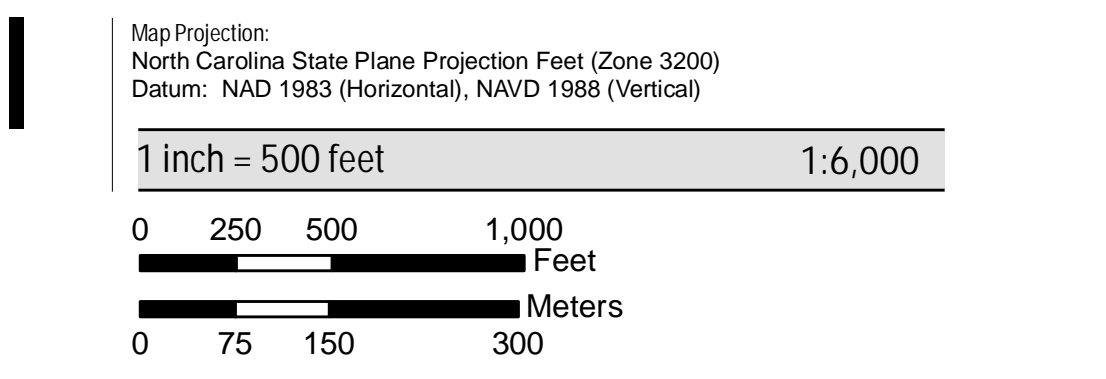 Map Projection:
North Carolina State Plane Projection Feet (Zone 3200)
Datum: NAD 1983 (Horizontal), NAVD 1988 (Vertical)
1 inch = 500 feet 1:6,000
0 250 500 1,000
Feet
Meters
0 75 150 300